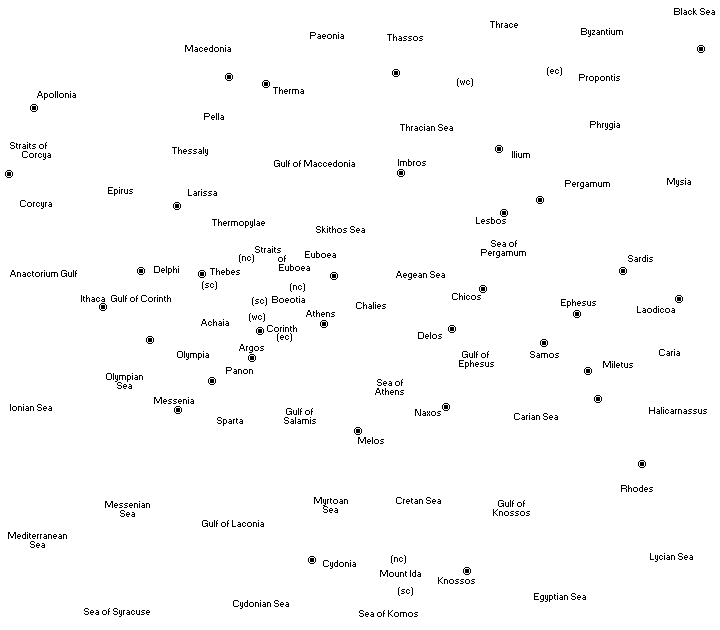 Black Sea
Thrace
Byzantium
Paeonia
Thassos
Macedonia
(ec)
Propontis
(wc)
Therma
Apollonia
Pella
Phrygia
Thracian Sea
Straits of
Corcya
Thessaly
Ilium
Gulf of Maccedonia
Imbros
Pergamum
Mysia
Epirus
Larissa
Corcyra
Thermopylae
Lesbos
Skithos Sea
Sea of
Pergamum
Straits
of
Euboea
Euboea
(nc)
Sardis
Anactorium Gulf
Delphi
Thebes
Aegean Sea
(sc)
(nc)
Ithaca
Gulf of Corinth
(sc)
Boeotia
Chalies
Chicos
Ephesus
Laodicoa
Athens
(wc)
Achaia
Corinth
(ec)
Delos
Argos
Olympia
Gulf of
Ephesus
Samos
Caria
Miletus
Panon
Olympian
Sea
Sea of
Athens
Ionian Sea
Messenia
Sparta
Gulf of
Salamis
Naxos
Carian Sea
Halicarnassus
Melos
Rhodes
Messenian
Sea
Myrtoan
Sea
Cretan Sea
Gulf of
Knossos
Gulf of Laconia
Mediterranean
Sea
Lycian Sea
Cydonia
(nc)
Mount Ida
Knossos
(sc)
Egyptian Sea
Sea of Syracuse
Cydonian Sea
Sea of Komos